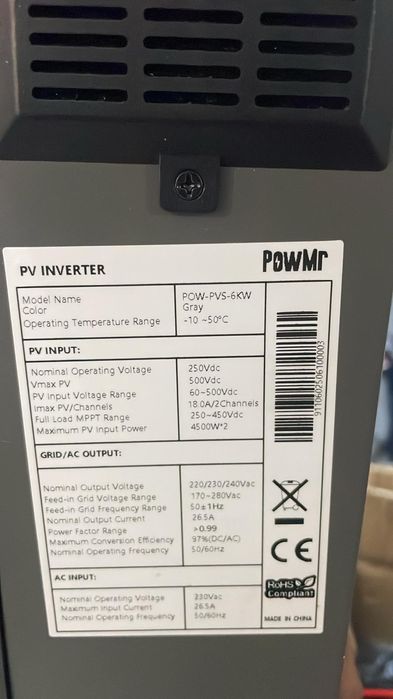 PV INVERTER
PowMr
Model Name POW-PVS-6KW
Color Gray
Operating Temperature Range -10 ~50°C
PV INPUT:
Nominal Operating Voltage 250Vdc
Vmax PV 500Vdc
PV Input Voltage Range 60~500Vdc
Imax PV/Channels 18.0A/2Channels
Full Load MPPT Range 250~450Vdc
Maximum PV Input Power 4500W*2
GRID/AC OUTPUT:
Nominal Output Voltage 220/230/240Vac
Feed-in Grid Voltage Range 170~280Vac
Feed-in Grid Frequency Range 50±1Hz
Nominal Output Current 26.5A
Power Factor Range >0.99
Maximum Conversion Efficiency 97%(DC/AC)
Nominal Operating Frequency 50/60Hz
AC INPUT:
Nominal Operating Voltage 230Vac
Maximum Input Current 26.5A
Nominal Operating Frequency 50/60Hz
9110602506100003
CE
RoHS
Compliant
MADE IN CHINA